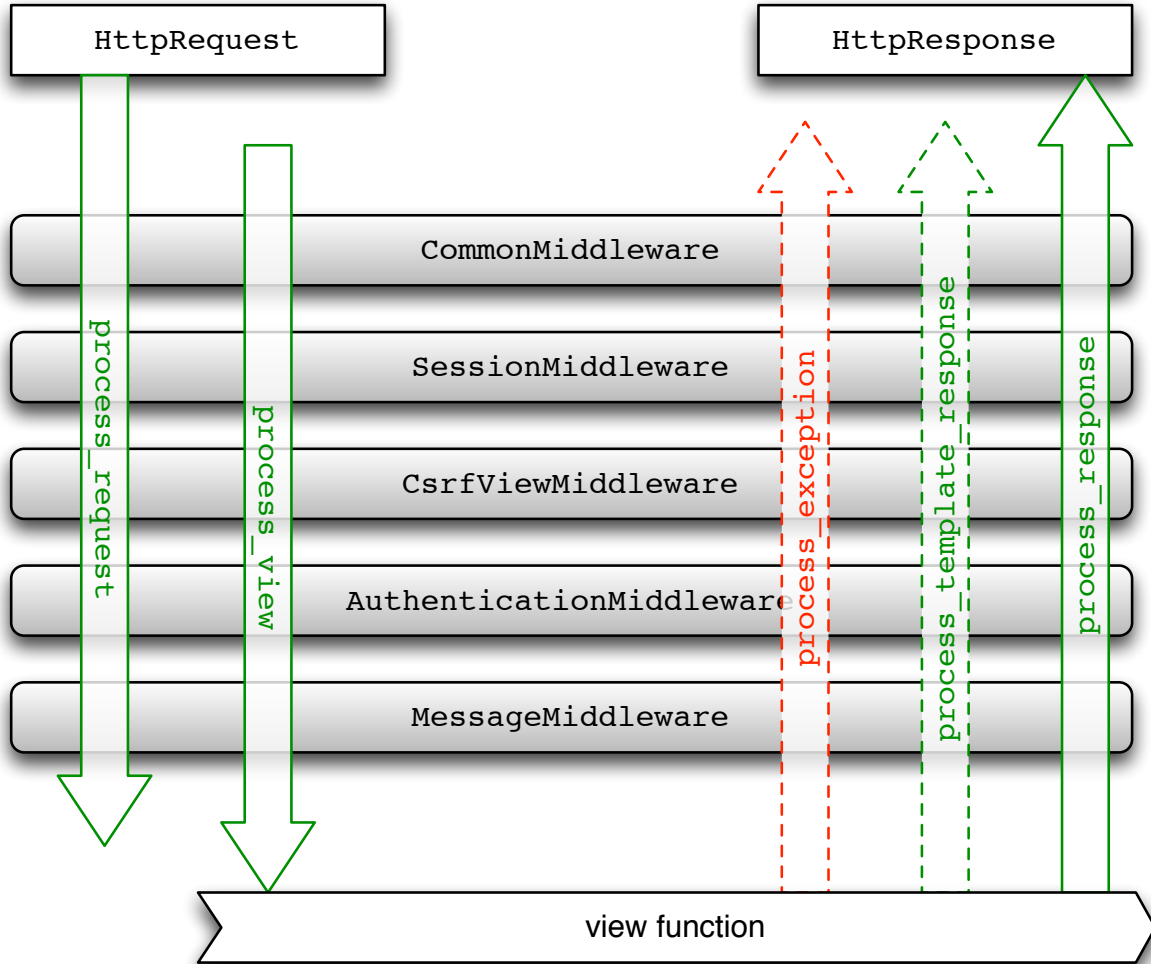 HttpRequest
HttpResponse
CommonMiddleware
SessionMiddleware
CsrfViewMiddleware
AuthenticationMiddleware
MessageMiddleware
process_request
process_view
process_exception
process_template_response
process_response
view function